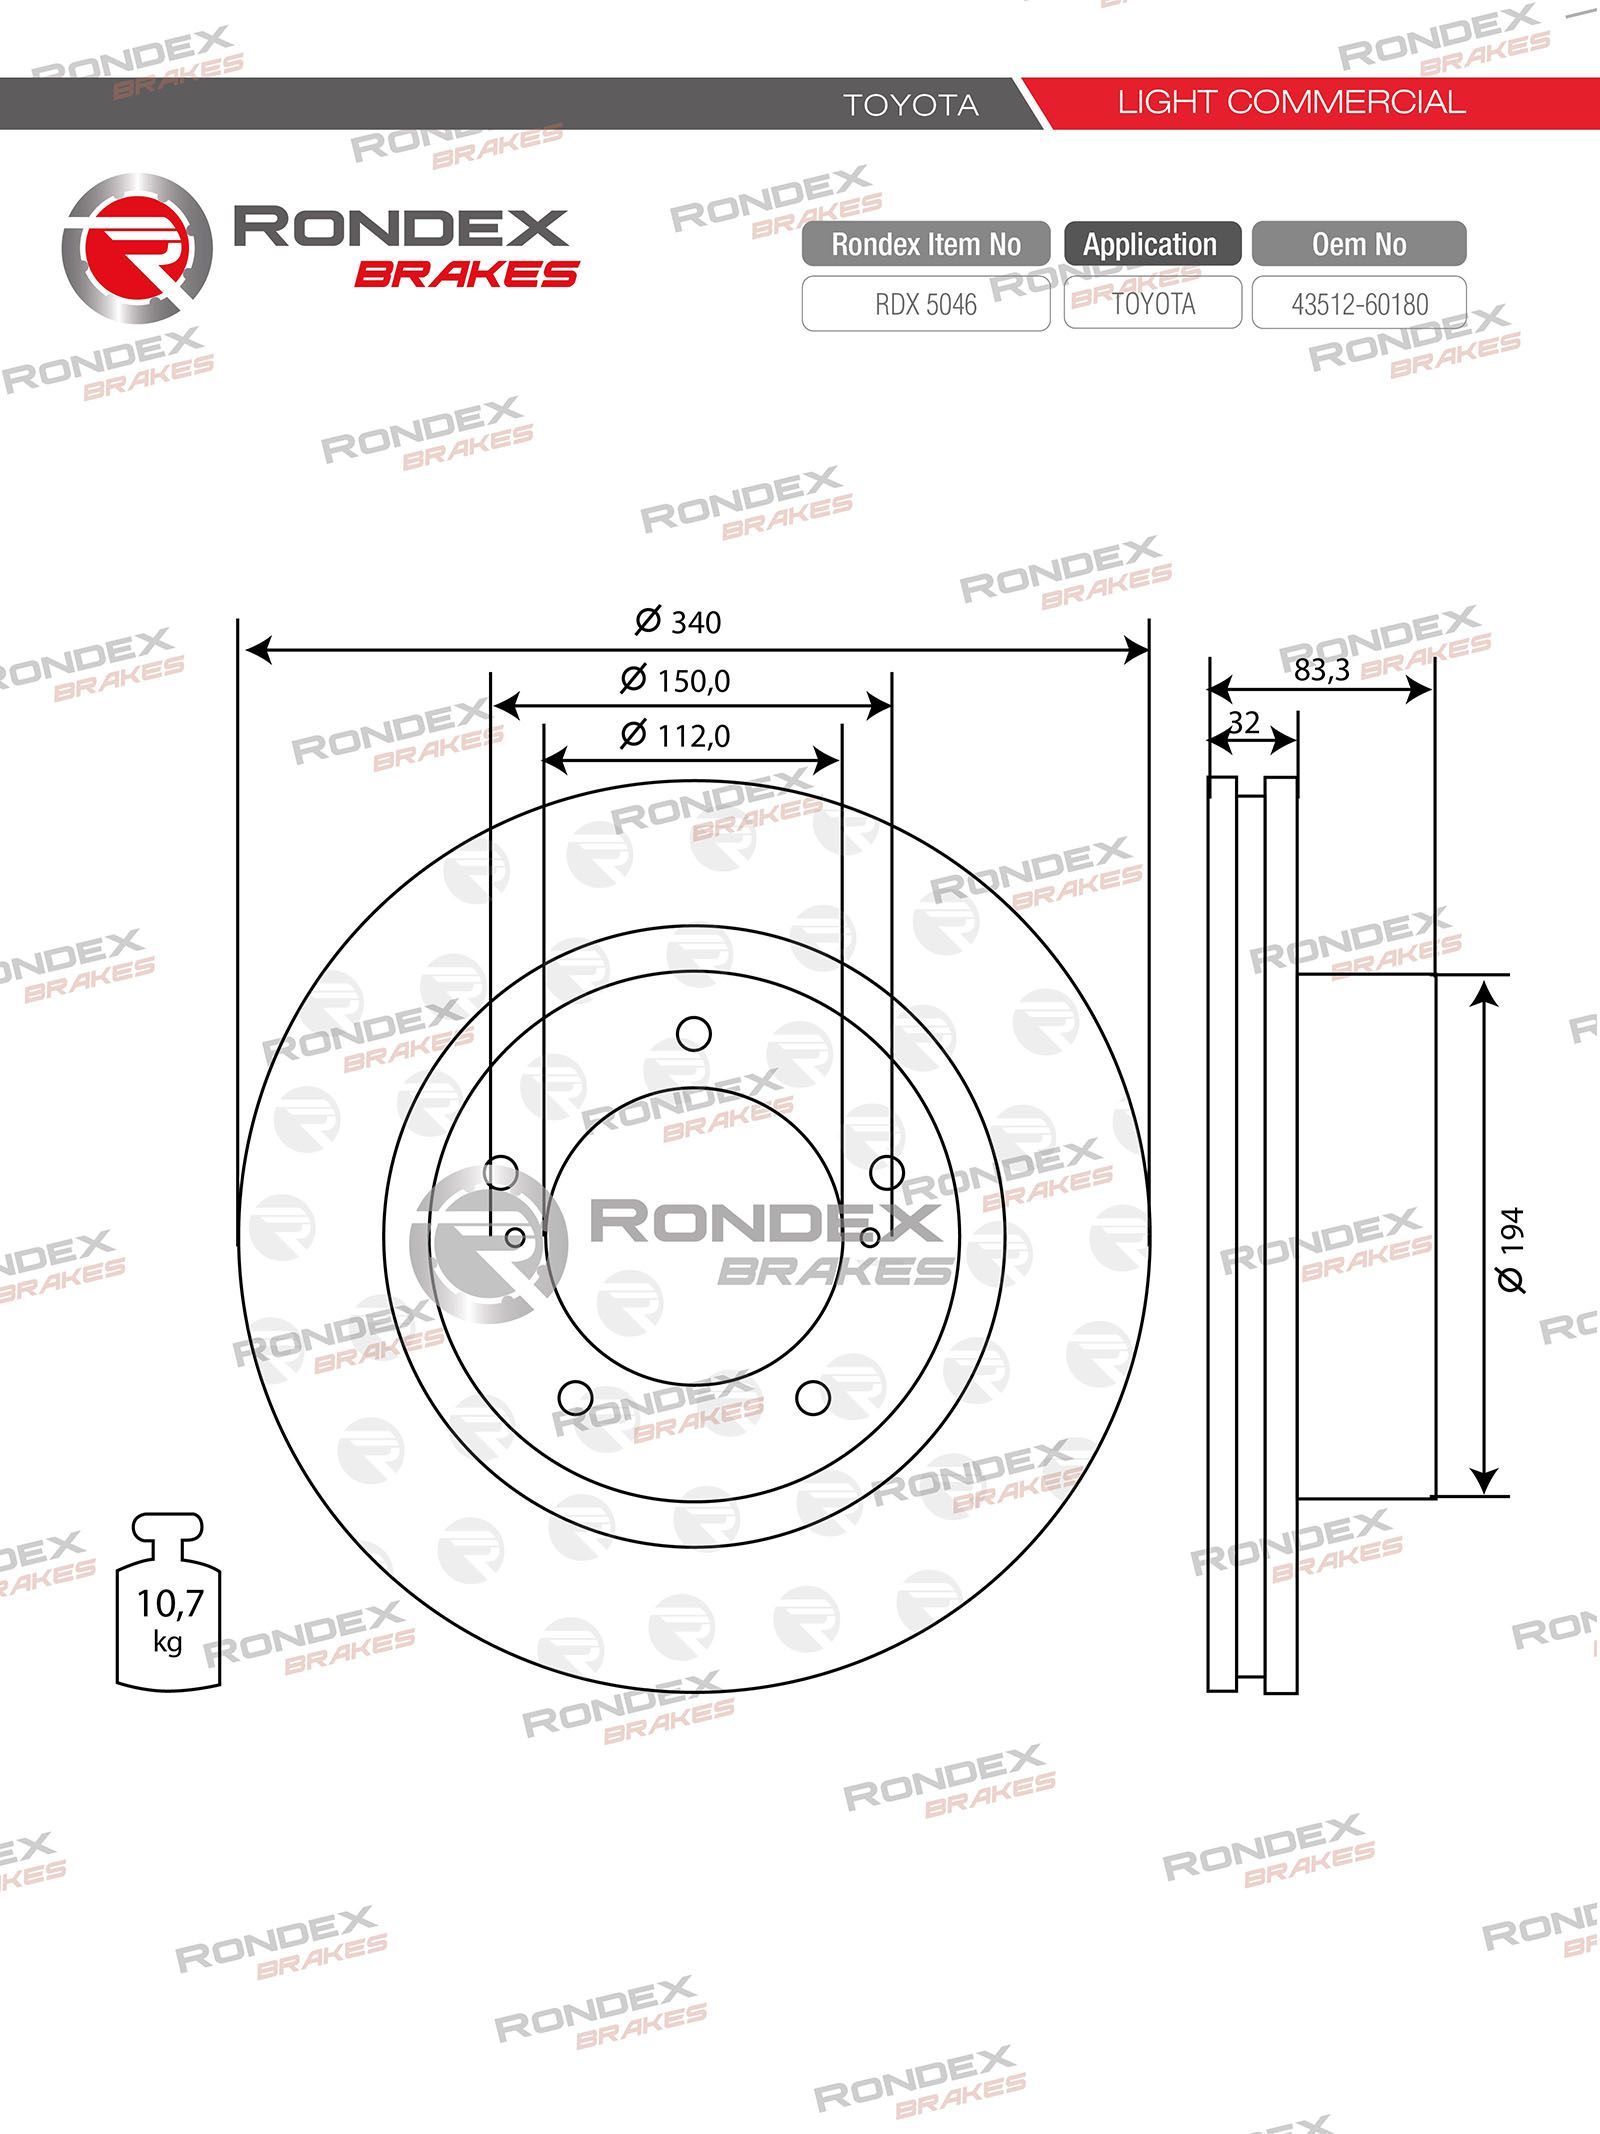 TOYOTA
LIGHT COMMERCIAL
RONDEX
BRAKES
Rondex Item No
Application
Oem No
RDX 5046
TOYOTA
43512-60180
Ø 340
Ø 150,0
Ø 112,0
83,3
32
Ø 194
RONDEX
BRAKES
10,7
kg